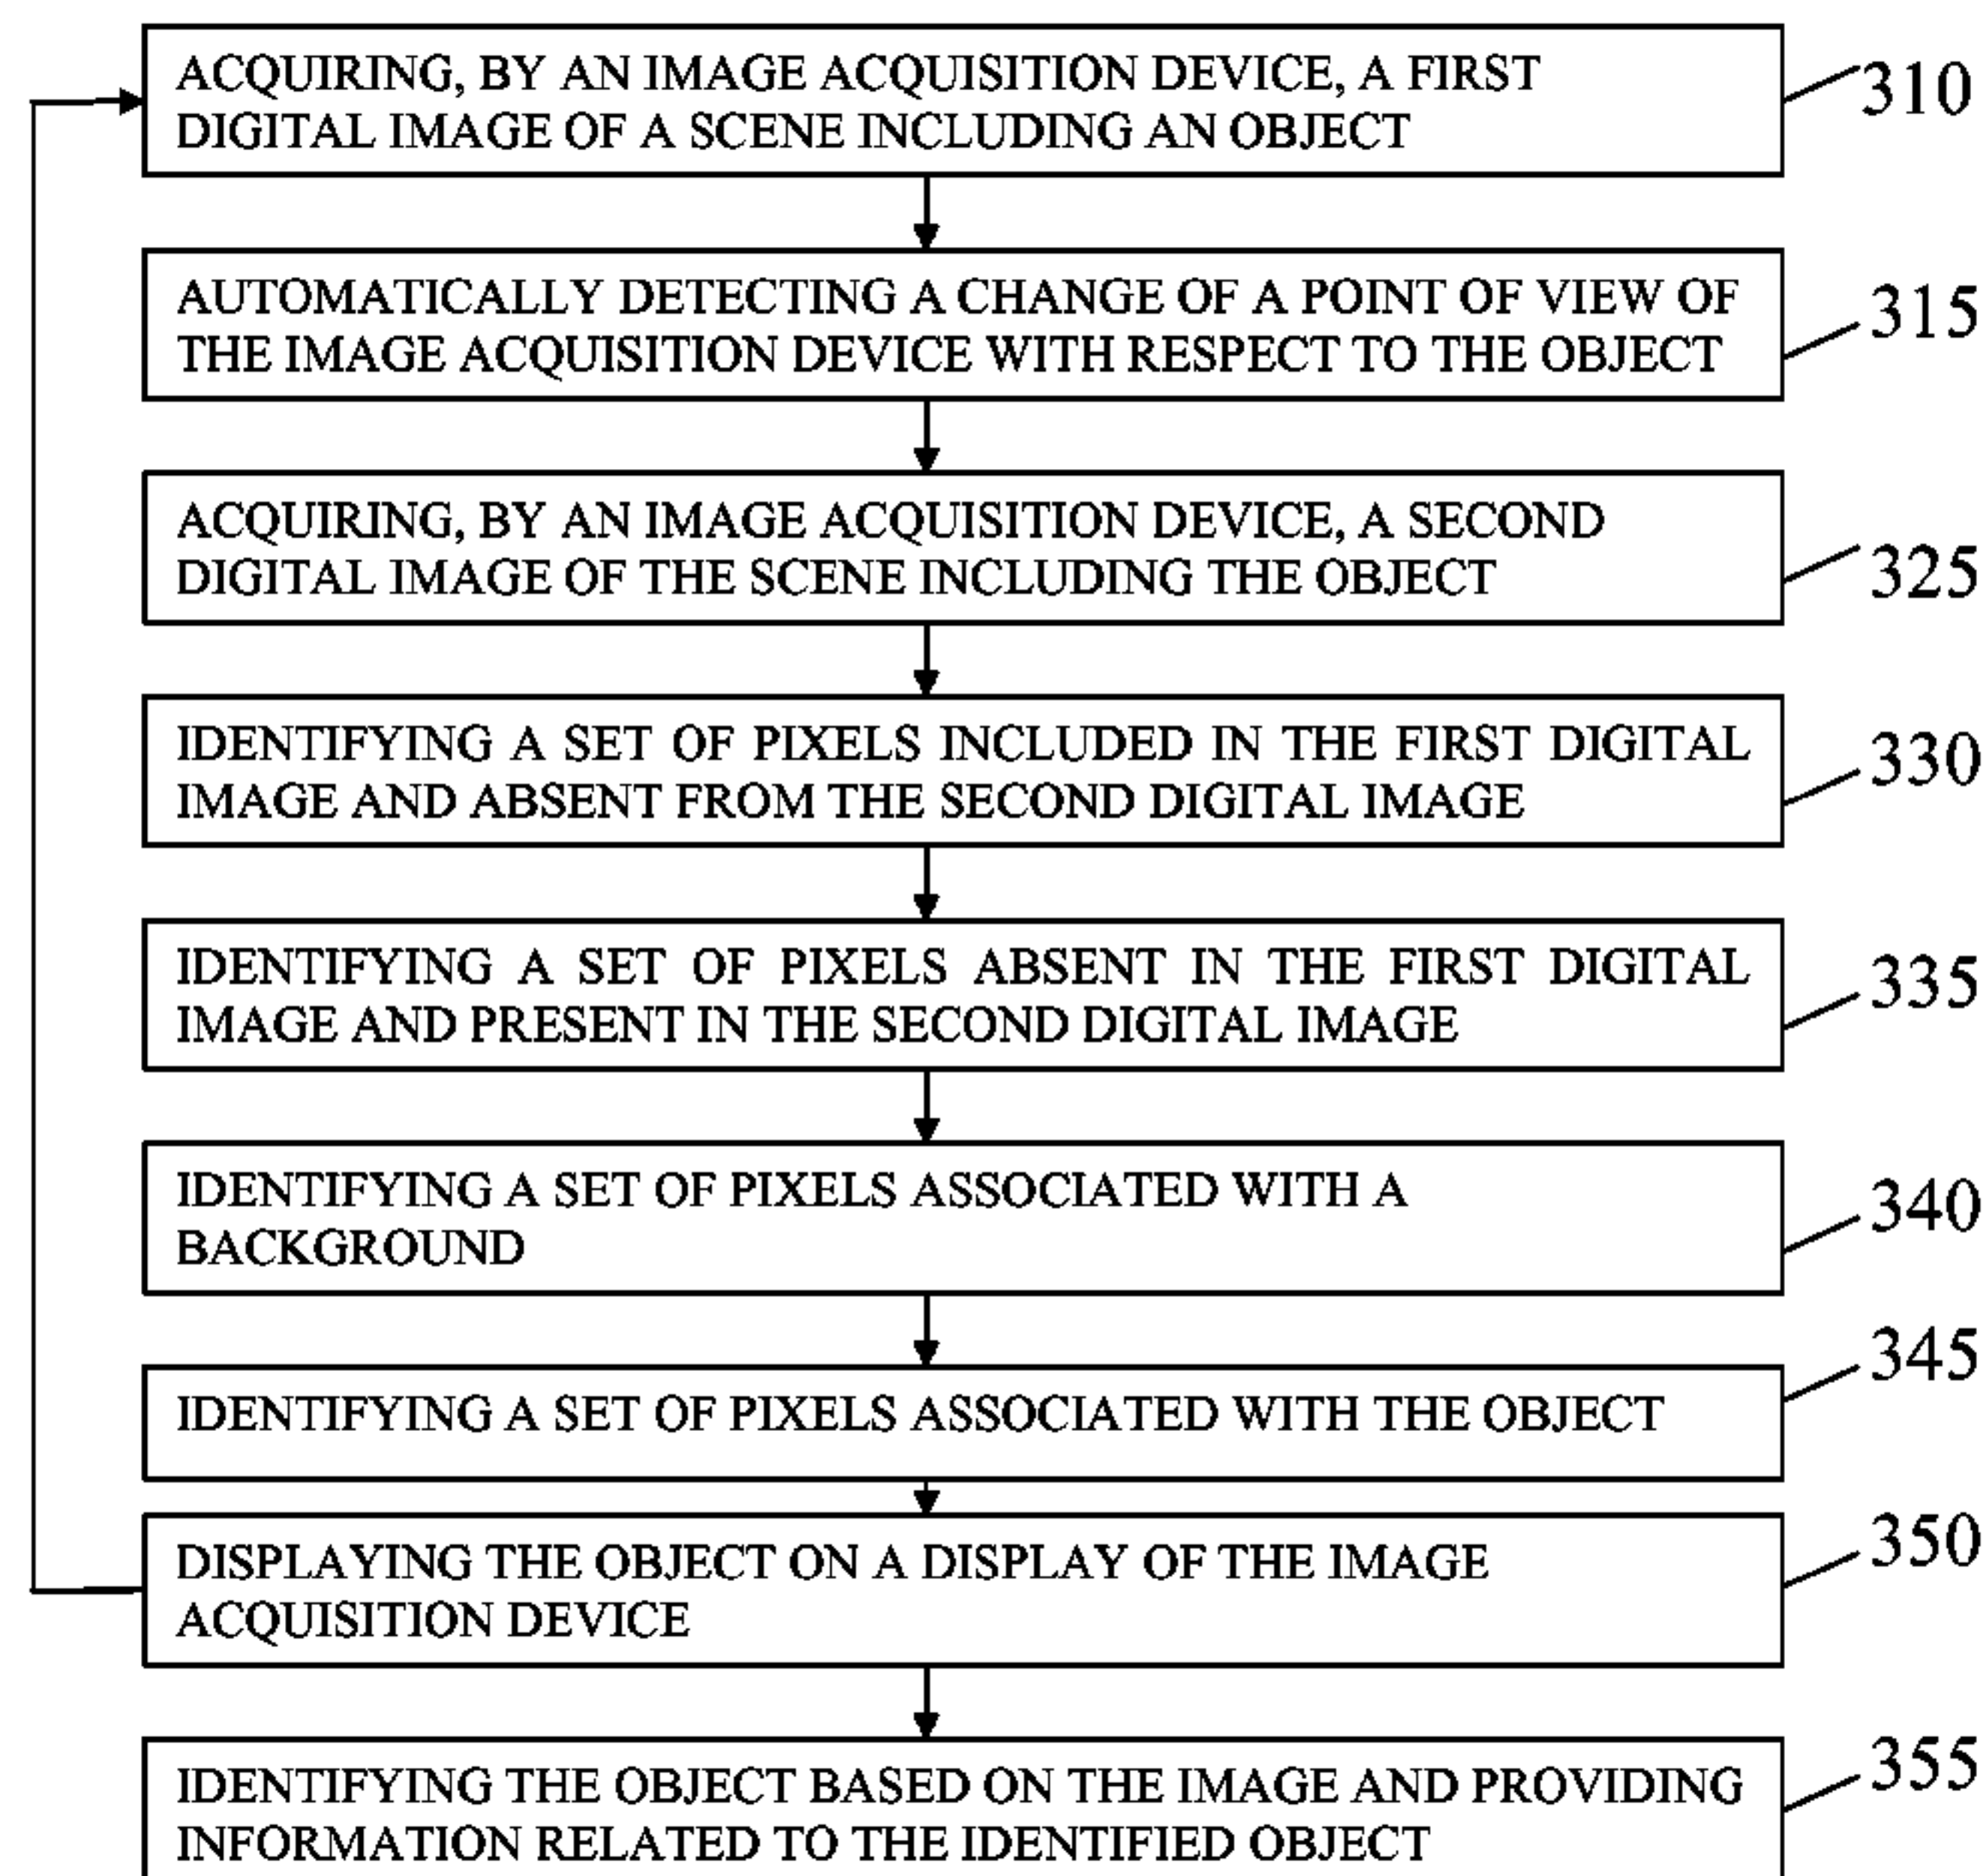 ACQUIRING, BY AN IMAGE ACQUISITION DEVICE, A FIRST
DIGITAL IMAGE OF A SCENE INCLUDING AN OBJECT
310
AUTOMATICALLY DETECTING A CHANGE OF A POINT OF VIEW OF
THE IMAGE ACQUISITION DEVICE WITH RESPECT TO THE OBJECT
315
ACQUIRING, BY AN IMAGE ACQUISITION DEVICE, A SECOND
DIGITAL IMAGE OF THE SCENE INCLUDING THE OBJECT
325
IDENTIFYING A SET OF PIXELS INCLUDED IN THE FIRST DIGITAL
IMAGE AND ABSENT FROM THE SECOND DIGITAL IMAGE
330
IDENTIFYING A SET OF PIXELS ABSENT IN THE FIRST DIGITAL
IMAGE AND PRESENT IN THE SECOND DIGITAL IMAGE
335
IDENTIFYING A SET OF PIXELS ASSOCIATED WITH A
BACKGROUND
340
IDENTIFYING A SET OF PIXELS ASSOCIATED WITH THE OBJECT
345
DISPLAYING THE OBJECT ON A DISPLAY OF THE IMAGE
ACQUISITION DEVICE
350
IDENTIFYING THE OBJECT BASED ON THE IMAGE AND PROVIDING
INFORMATION RELATED TO THE IDENTIFIED OBJECT
355